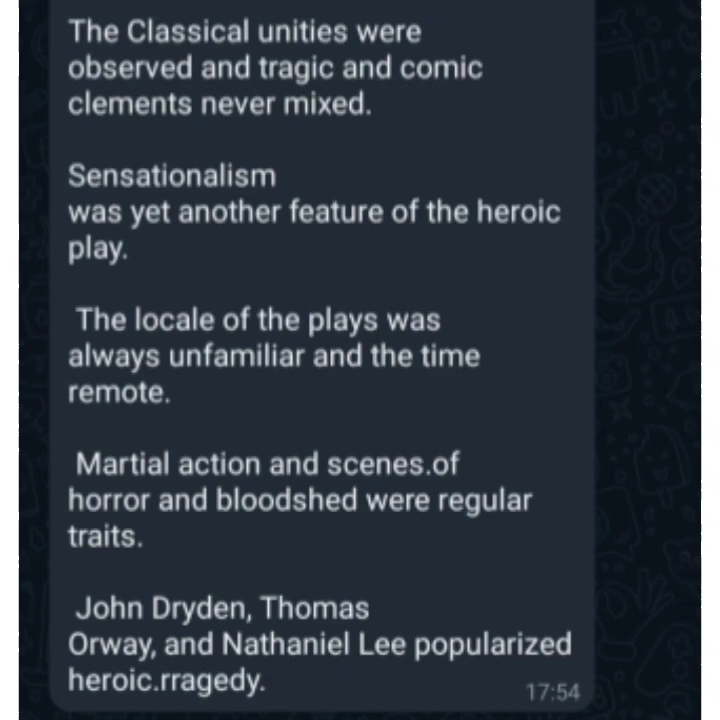 The Classical unities were
observed and tragic and comic
clements never mixed.
Sensationalism
was yet another feature of the heroic
play.
The locale of the plays was
always unfamiliar and the time
remote.
Martial action and scenes.of
horror and bloodshed were regular
traits.
John Dryden, Thomas
Orway, and Nathaniel Lee popularized
heroic.rragedy.
17:54